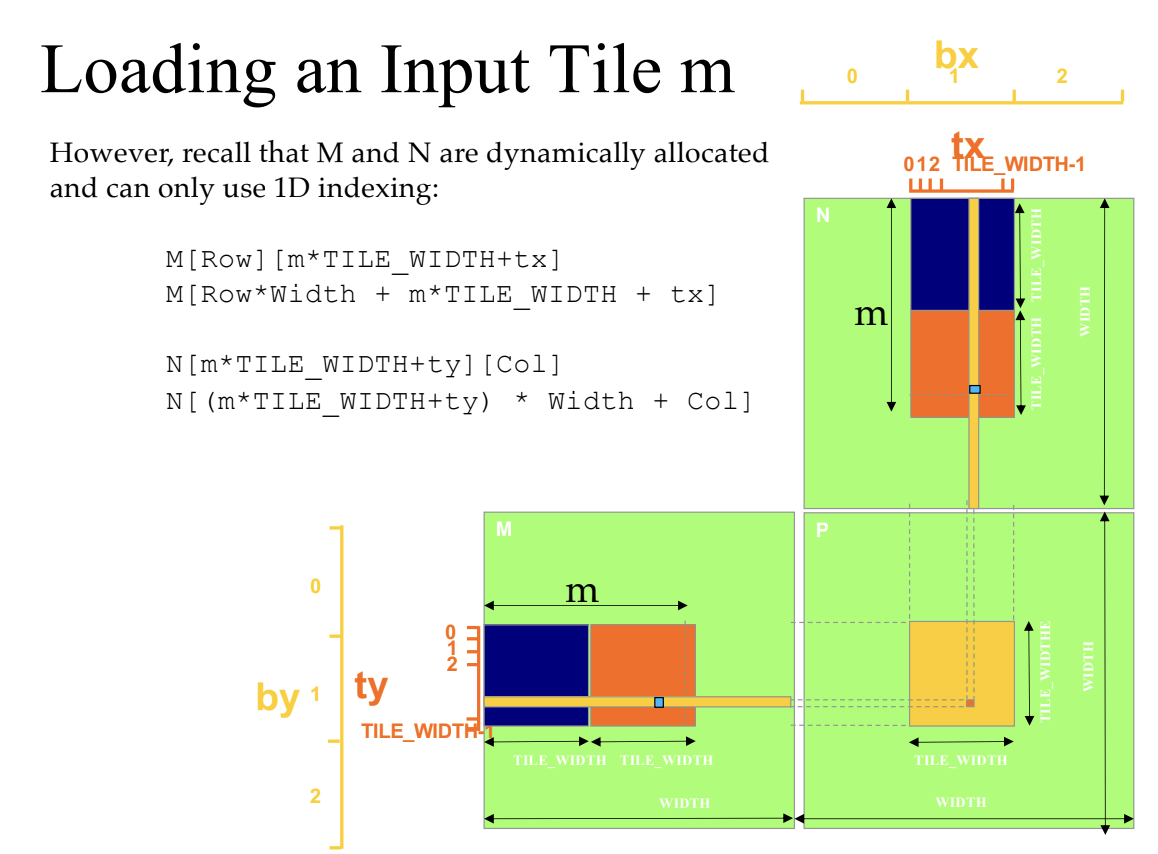 Loading an Input Tile m
However, recall that M and N are dynamically allocated
and can only use 1D indexing:
M[Row][m*TILE_WIDTH+tx]
M[Row*Width + m*TILE_WIDTH + tx]
N[m*TILE_WIDTH+ty][Col]
N[(m*TILE_WIDTH+ty) * Width + Col]
bx
0 1 2
tx
0 1 2 TILE_WIDTH-1
N
TILE_WIDTH
TILE_WIDTH
WIDTH
m
M
m
0
1
2
by
0
1
2
ty
TILE_WIDTH-1
TILE_WIDTH TILE_WIDTH
WIDTH
P
TILE_WIDTHE
WIDTH
TILE_WIDTH
WIDTH